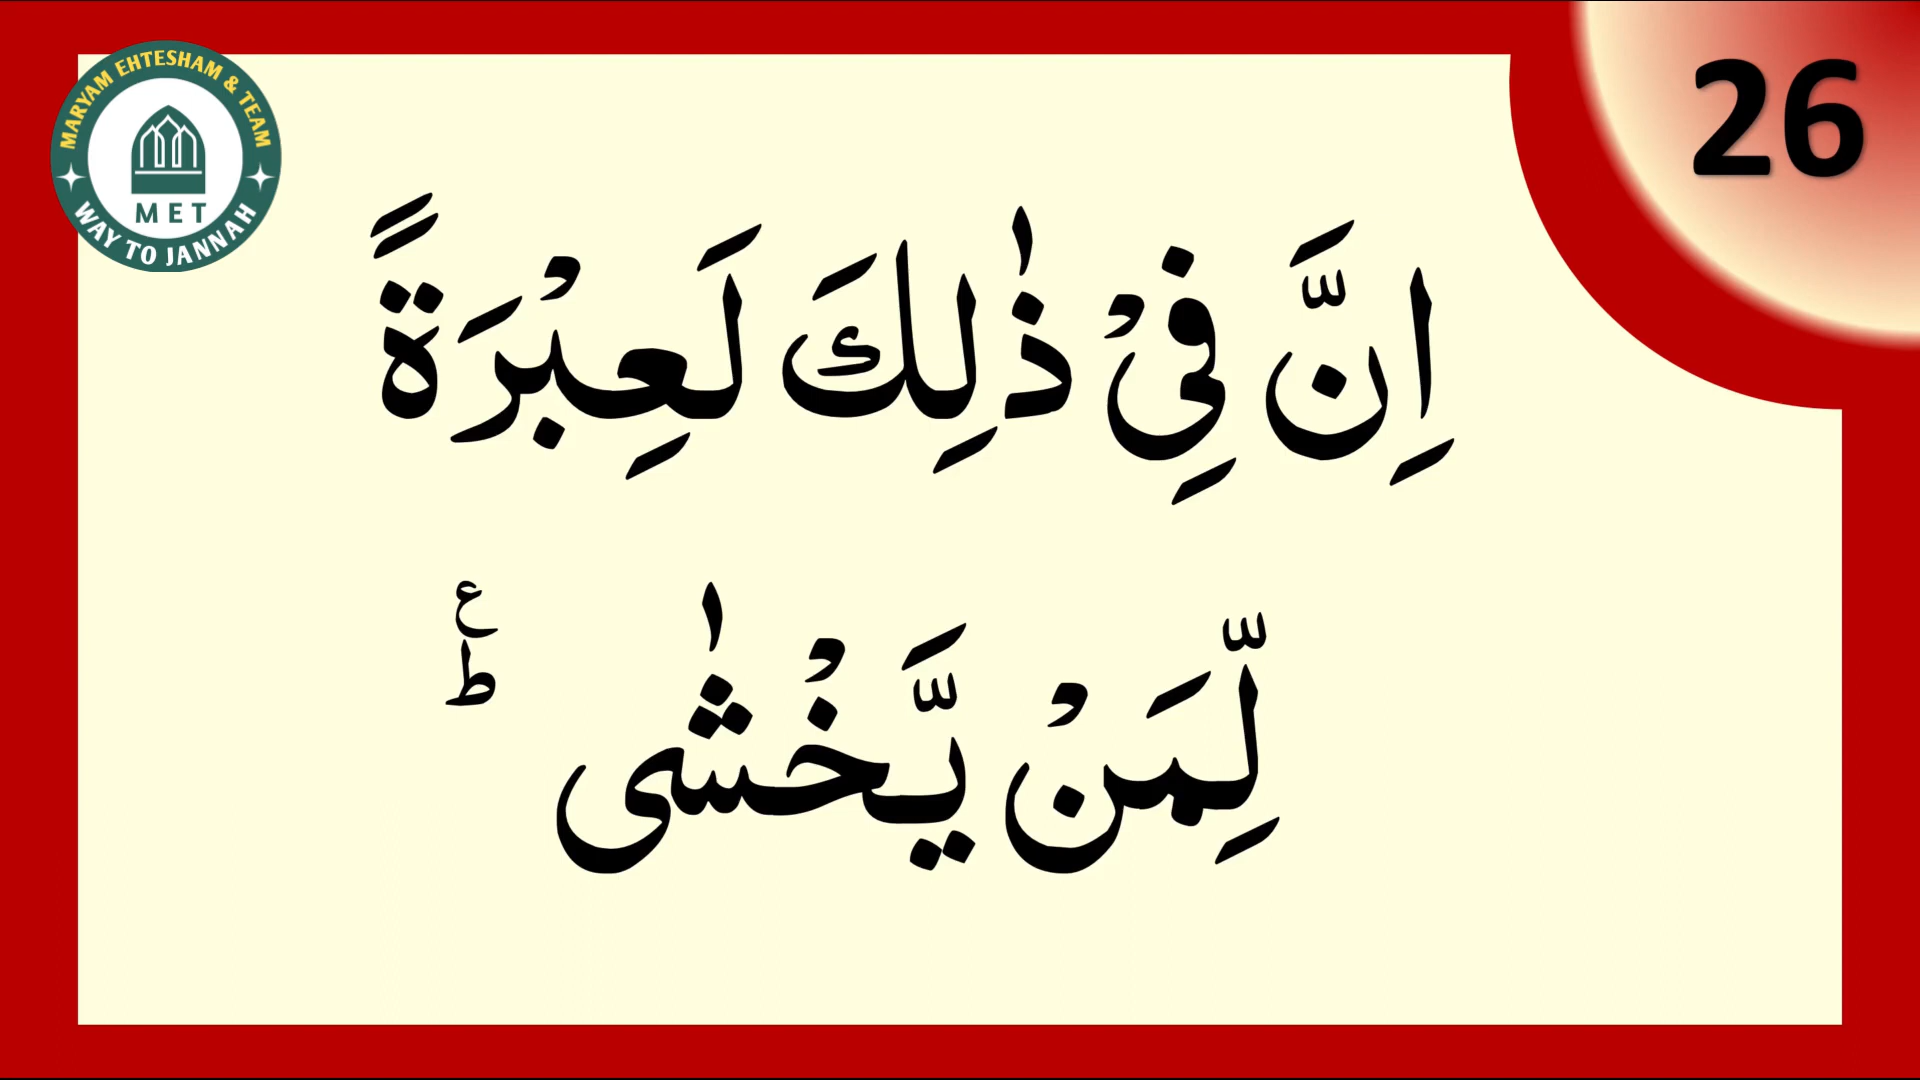 MARYAM EHTESHAM & TEAM
MET
WAY TO JANNAH
26
اِنَّ فِيْ ذٰلِكَ لَعِبْرَةً
لِّمَنْ يَّخْشٰى ؕ ۧ